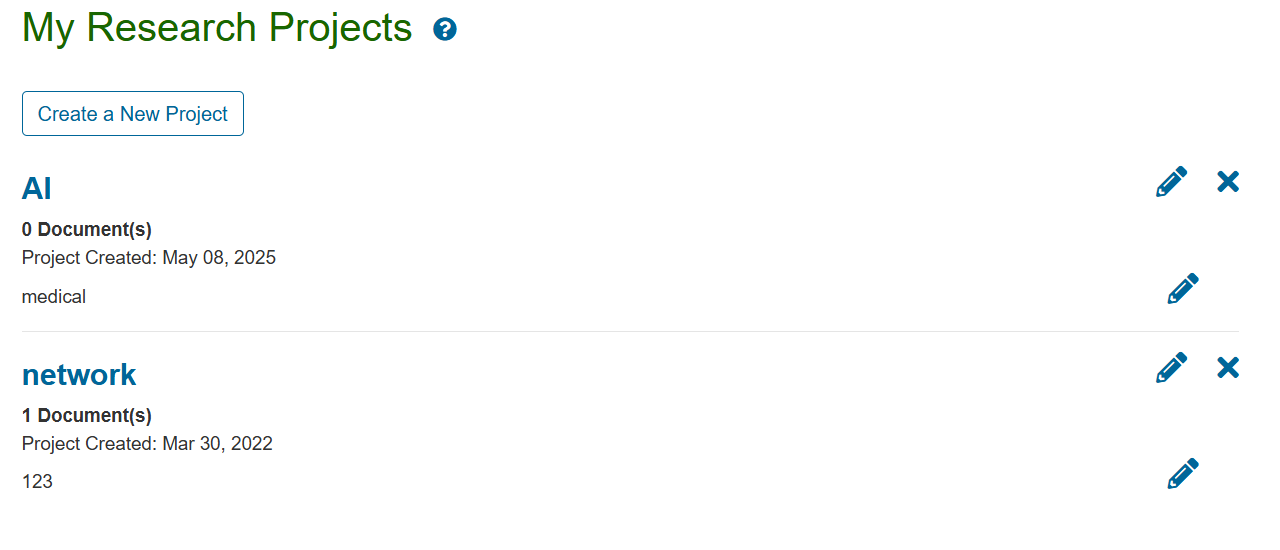 My Research Projects ?
Create a New Project
AI
0 Document(s)
Project Created: May 08, 2025
medical
network
1 Document(s)
Project Created: Mar 30, 2022
123